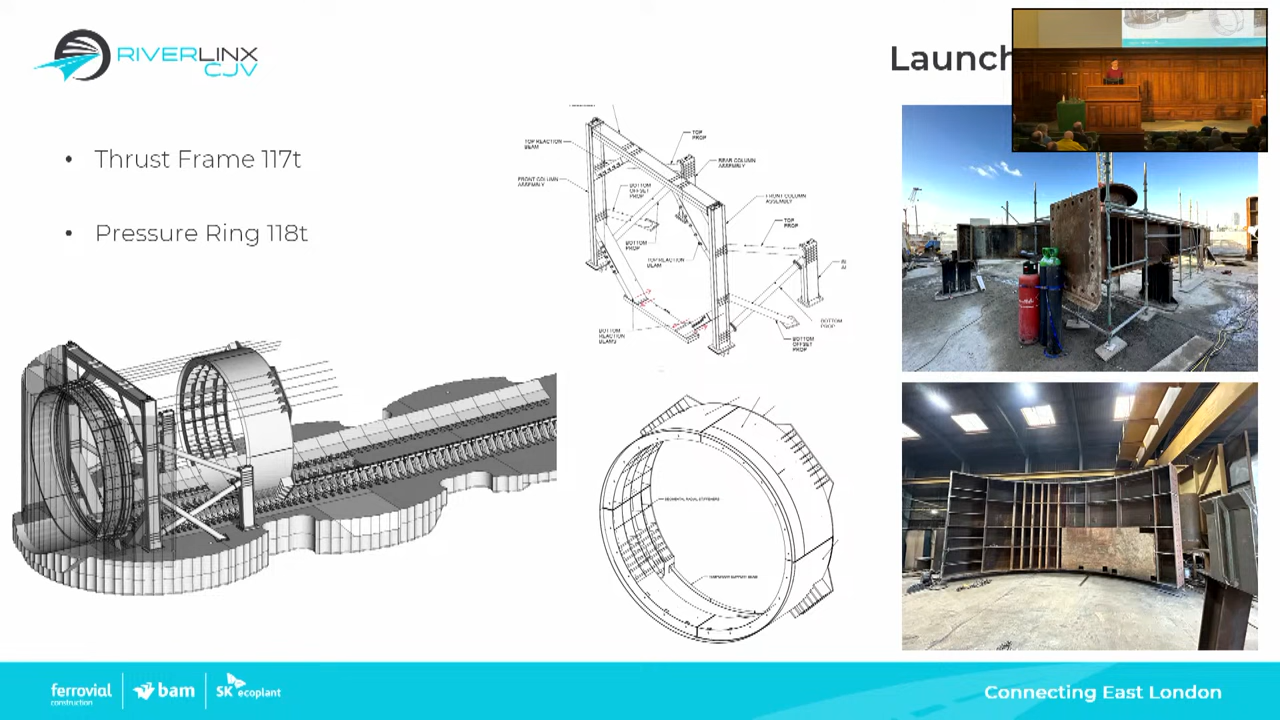 RIVERLINX
CJV
Launch
• Thrust Frame 117t
• Pressure Ring 118t
TOP REACTION
BEAM
FRONT COLUMN
ASSEMBLY
TOP
PROP
REAR COLUMN
ASSEMBLY
BOTTOM
OFFSET
PROP
FRONT COLUMN
ASSEMBLY
TOP
PROP
BOTTOM
PROP
TOP REACTION
BEAM
BOTTOM
REACTION
BEAMS
BOTTOM
PROP
BOTTOM
OFFSET
PROP
ferrovial
construction
bam
SK ecoplant
Connecting East London